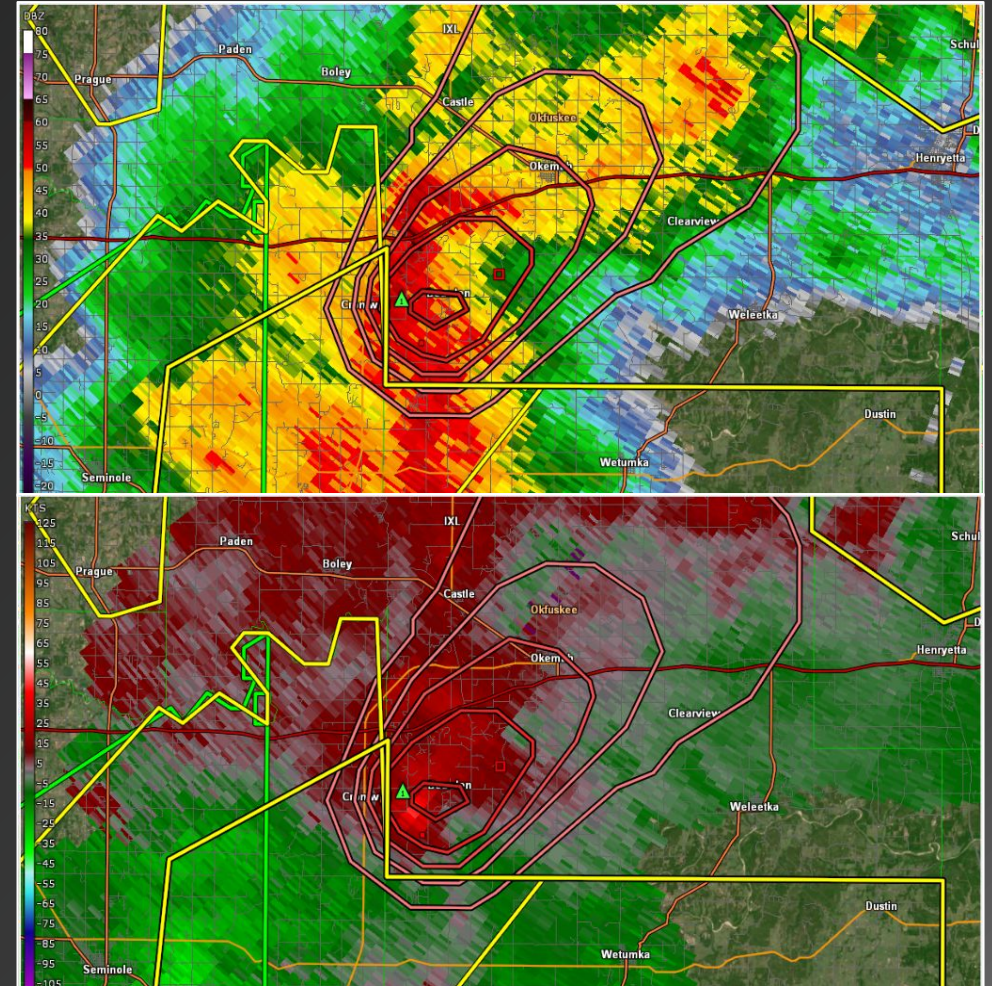 DBZ
80
75
70
65
60
55
50
45
40
35
30
25
20
15
10
5
0
-5
-10
-15
-20
IXL
Paden
Prague
Boley
Castle
Okfuskee
Henryetta
Clearview
Weleetka
Dustin
Wetumka
Seminole
KTS
125
115
105
95
85
75
65
55
45
35
25
15
5
-5
-15
-25
-35
-45
-55
-65
-75
-85
-95
-105
IXL
Paden
Prague
Boley
Castle
Okfuskee
Henryetta
Clearview
Weleetka
Dustin
Wetumka
Seminole